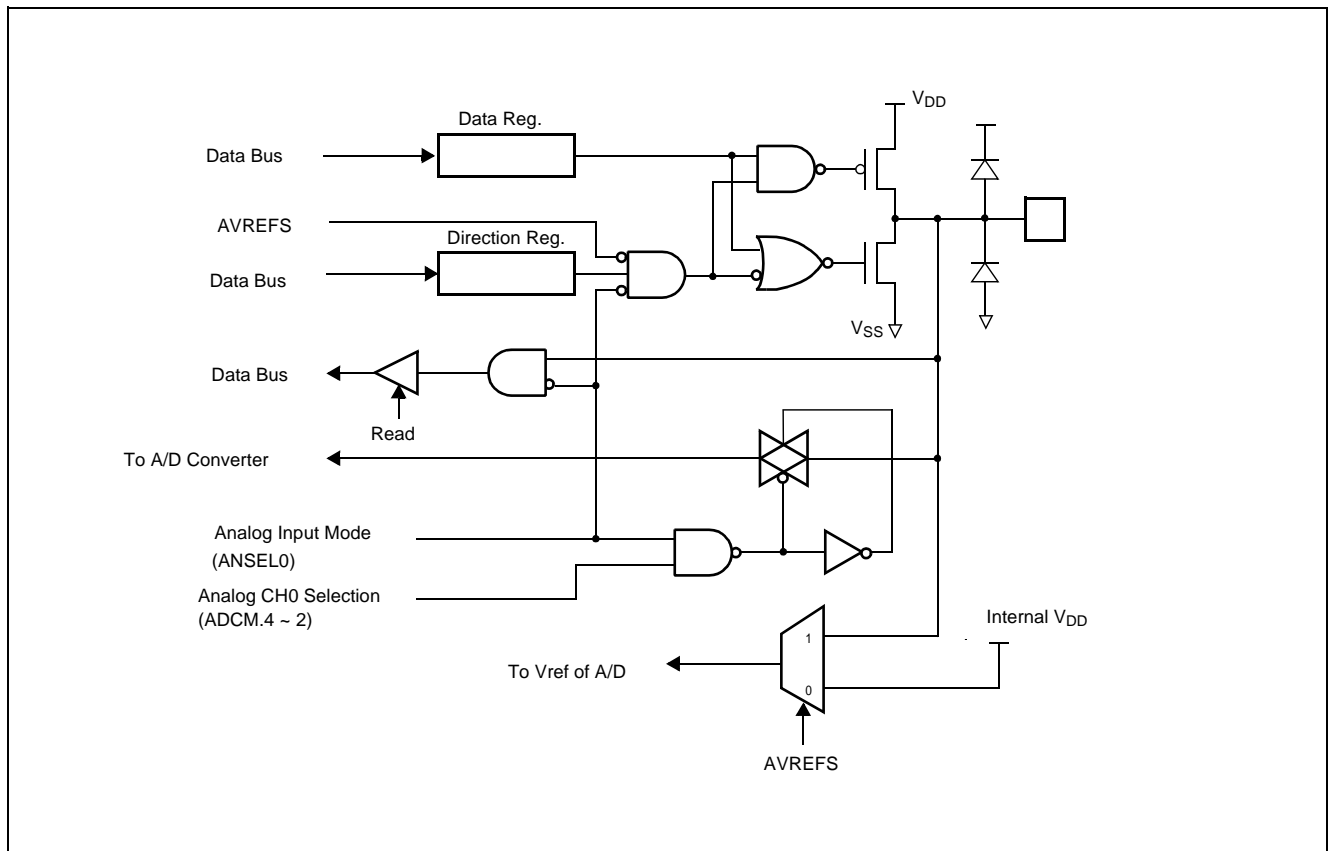 VDD
Data Reg.
Data Bus
AVREFS
Direction Reg.
Data Bus
VSS
Data Bus
Read
To A/D Converter
Analog Input Mode
(ANSEL0)
Analog CH0 Selection
(ADCM.4 ~ 2)
Internal VDD
1
To Vref of A/D
0
AVREFS